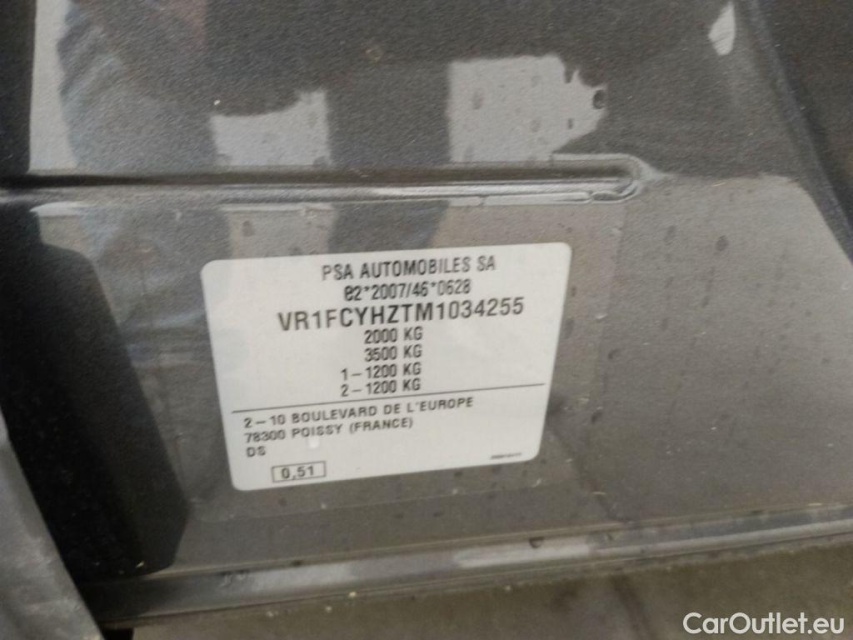 PSA AUTOMOBILES SA
e2*2007/46*0628
VR1FCYHZTM1034255
2000 KG
3500 KG
1-1200 KG
2-1200 KG
2-10 BOULEVARD DE L'EUROPE
78300 POISSY (FRANCE)
DS
0,51
CarOutlet.eu